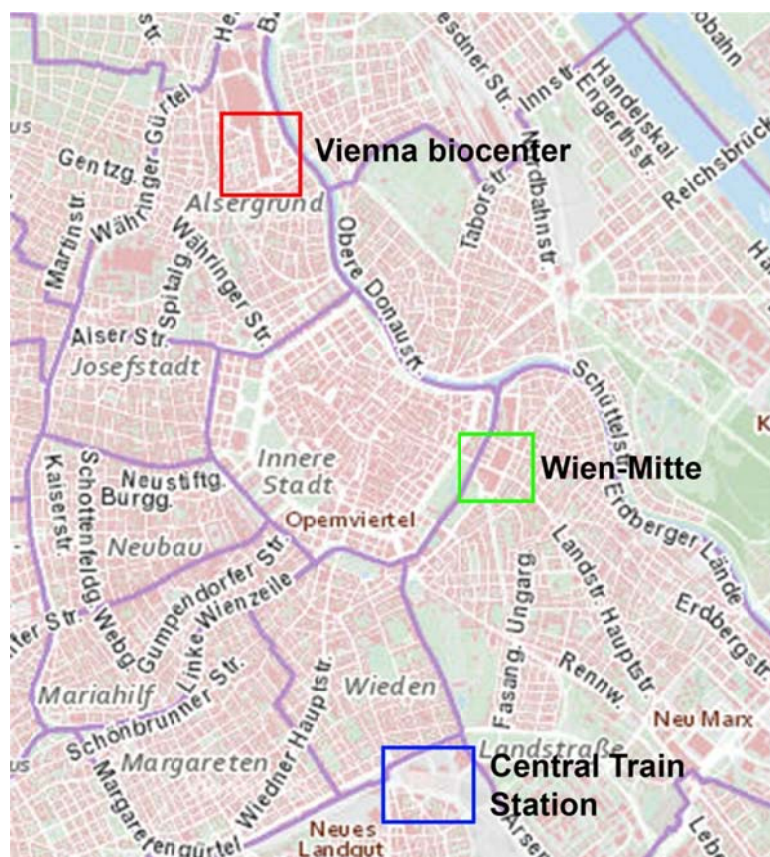 Gentzg.
Währinger Gürtel
Martinstr.
Vienna biocenter
Alsergrund
Währinger Str.
Spitalg.
Alser Str.
Josefstadt
Obere Donaustr.
Taborstr.
Nordbahnstr.
Innstr.
Handelskai
Engerthstr.
Reichsbrück
Schüttelstr.
Wien-Mitte
Innere
Stadt
Opernviertel
Neustiftg.
Burgg.
Kaiserstr.
Schottenfeldg.
Neubau
Webg.
Gumpendorfer Str.
Linke Wienzeile
Mariahilf
Schönbrunner Str.
Margareten
Margaretengürtel
Wiedner Hauptstr.
Wieden
Erdberger Lände
Landstr. Hauptstr.
Erdbergstr.
Ungarg.
Fasang.
Rennw.
Neu Marx
Landstraße
Central Train
Station
Neues
Landgut